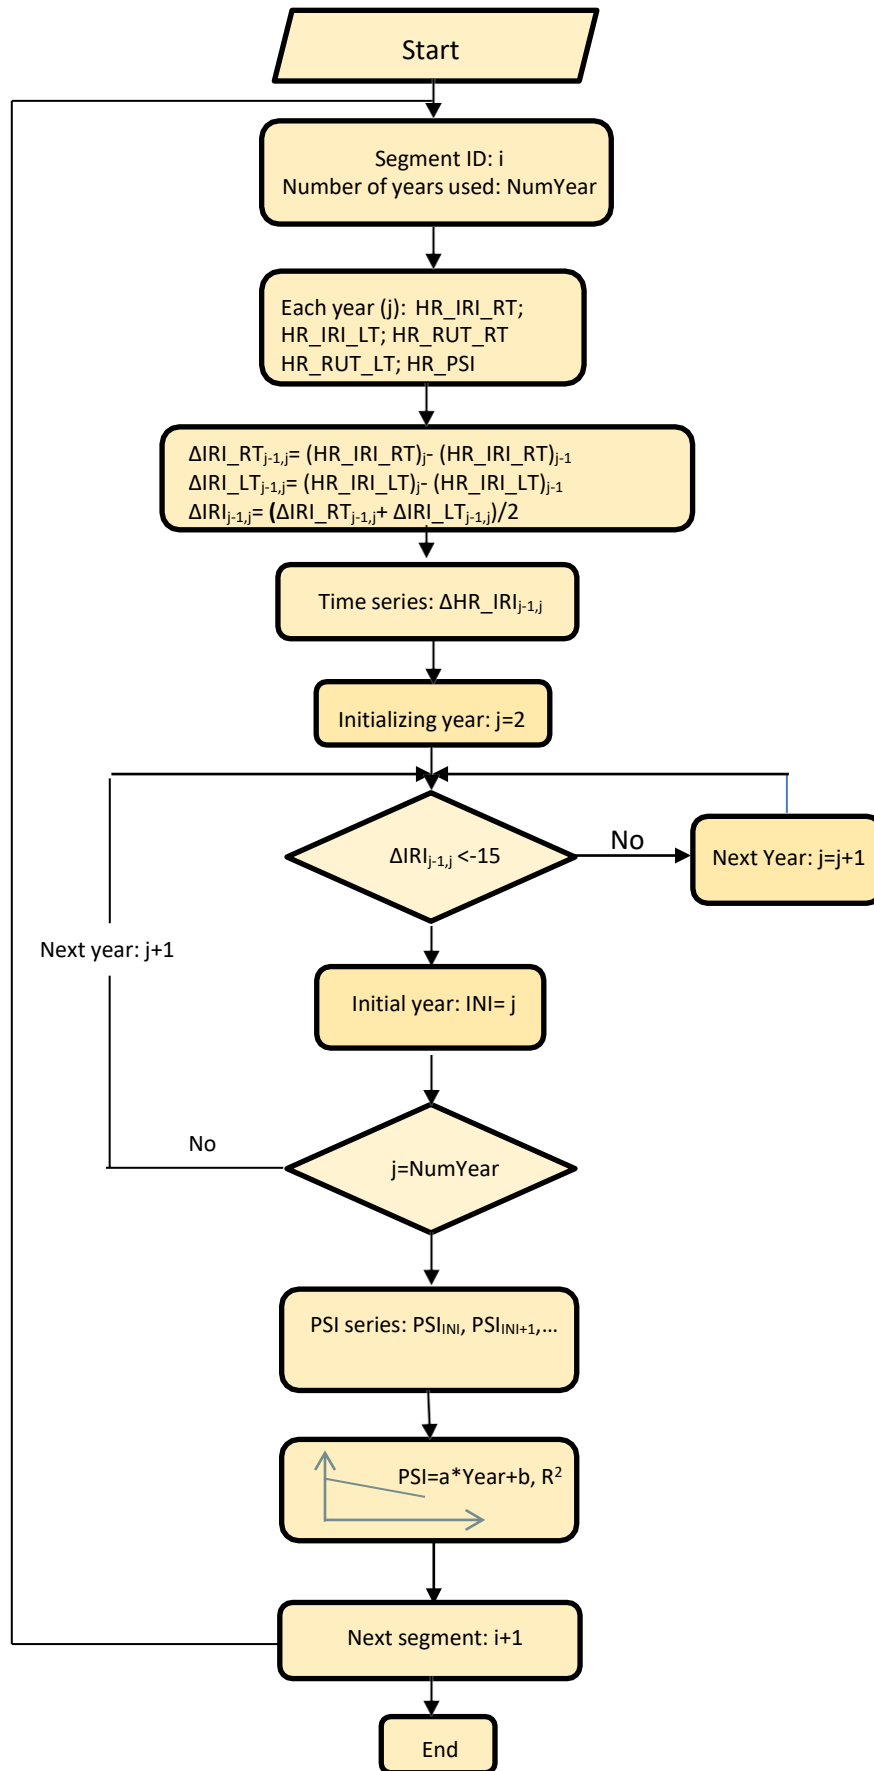 Start
Segment ID: i
Number of years used: NumYear
Each year (j): HR_IRI_RT;
HR_IRI_LT; HR_RUT_RT
HR_RUT_LT; HR_PSI
ΔIRI_RTj-1,j= (HR_IRI_RT)j- (HR_IRI_RT)j-1
ΔIRI_LTj-1,j= (HR_IRI_LT)j- (HR_IRI_LT)j-1
ΔIRIj-1,j= (ΔIRI_RTj-1,j+ ΔIRI_LTj-1,j)/2
Time series: ΔHR_IRIj-1,j
Initializing year: j=2
ΔIRIj-1,j <-15
No
Next Year: j=j+1
Next year: j+1
Initial year: INI= j
No
j=NumYear
PSI series: PSIINI, PSIINI+1,...
PSI=a*Year+b, R²
Next segment: i+1
End